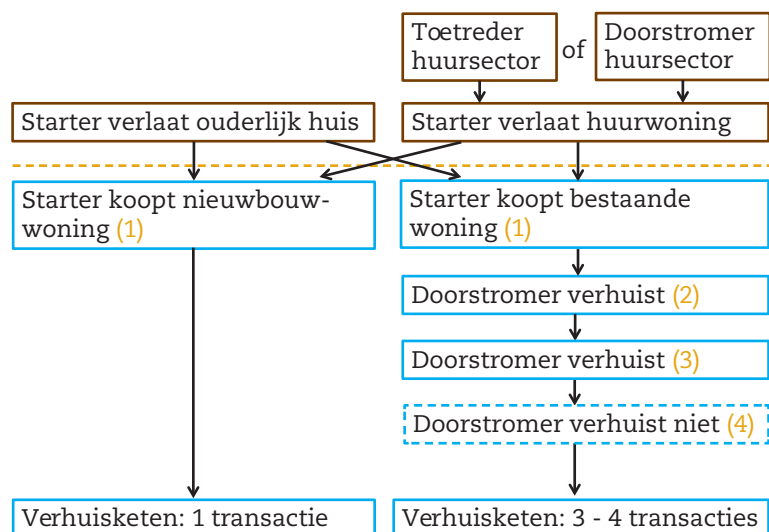 Toetreder
huursector
of
Doorstromer
huursector
Starter verlaat ouderlijk huis
Starter verlaat huurwoning
Starter koopt nieuwbouw-
woning (1)
Starter koopt bestaande
woning (1)
Doorstromer verhuist (2)
Doorstromer verhuist (3)
Doorstromer verhuist niet (4)
Verhuisketen: 1 transactie
Verhuisketen: 3 - 4 transacties